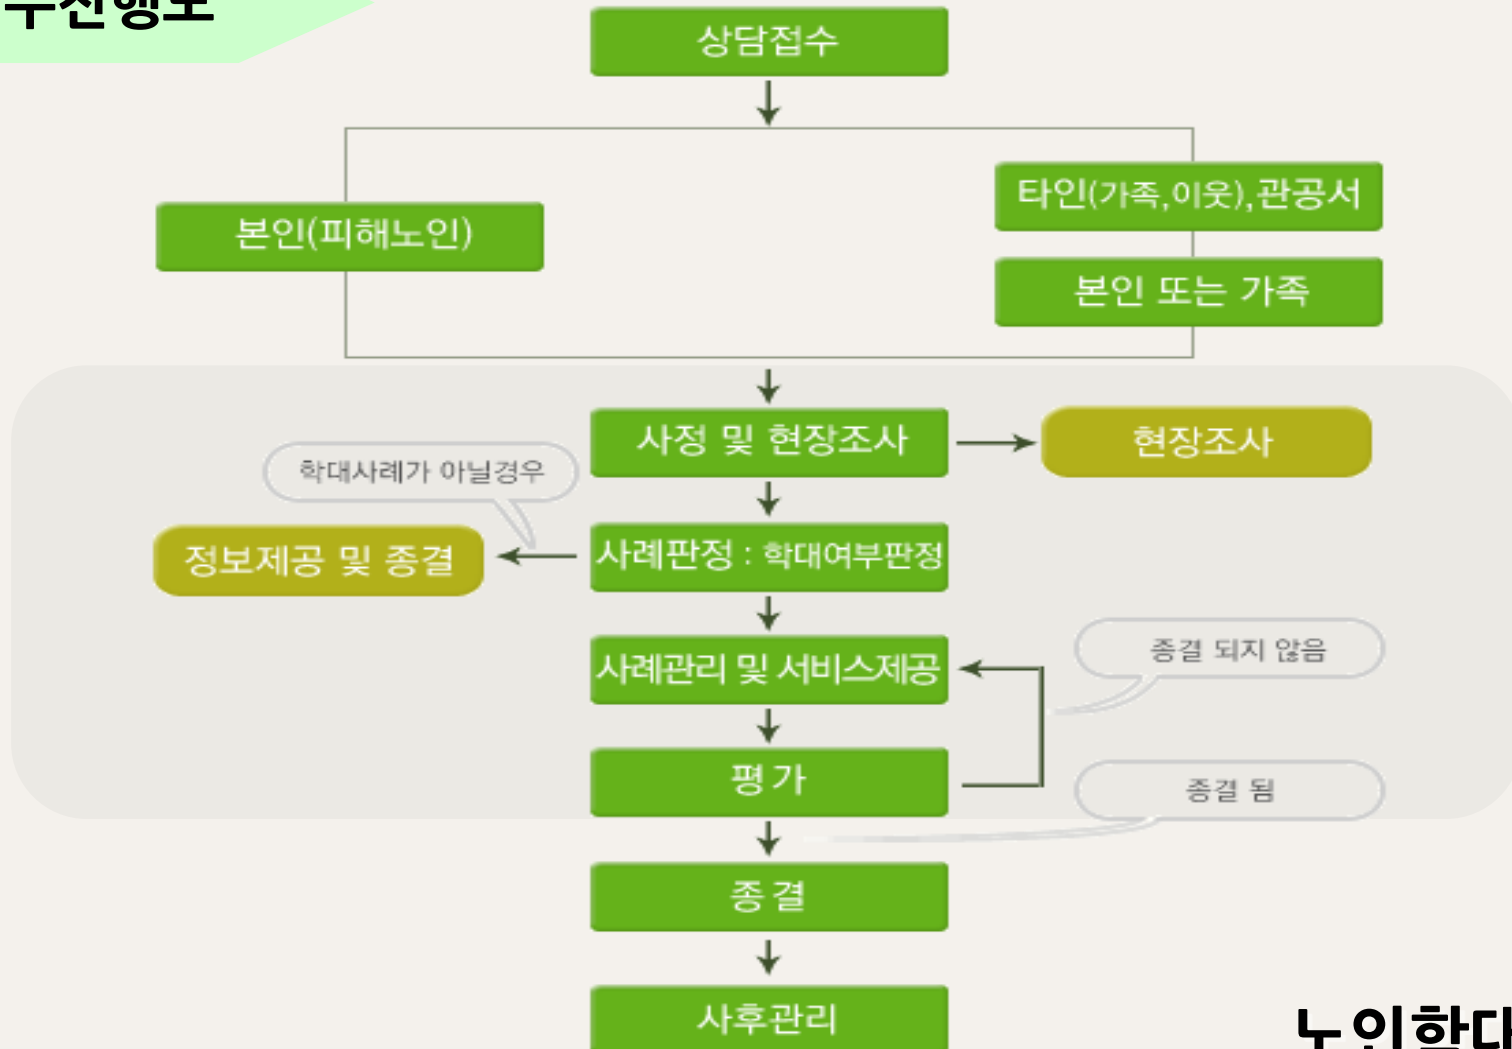 상담접수
타인(가족,이웃),관공서
본인(피해노인)
본인 또는 가족
사정 및 현장조사
현장조사
학대사례가 아닐경우
사례판정 : 학대여부판정
정보제공 및 종결
종결 되지 않음
사례관리 및 서비스제공
평가
종결 됨
종결
사후관리
노인학대